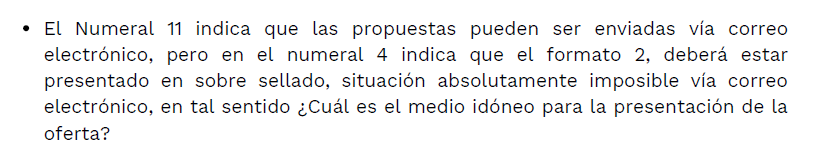 • El Numeral 11 indica que las propuestas pueden ser enviadas vía correo
electrónico, pero en el numeral 4 indica que el formato 2, deberá estar
presentado en sobre sellado, situación absolutamente imposible vía correo
electrónico, en tal sentido ¿Cuál es el medio idóneo para la presentación de la
oferta?